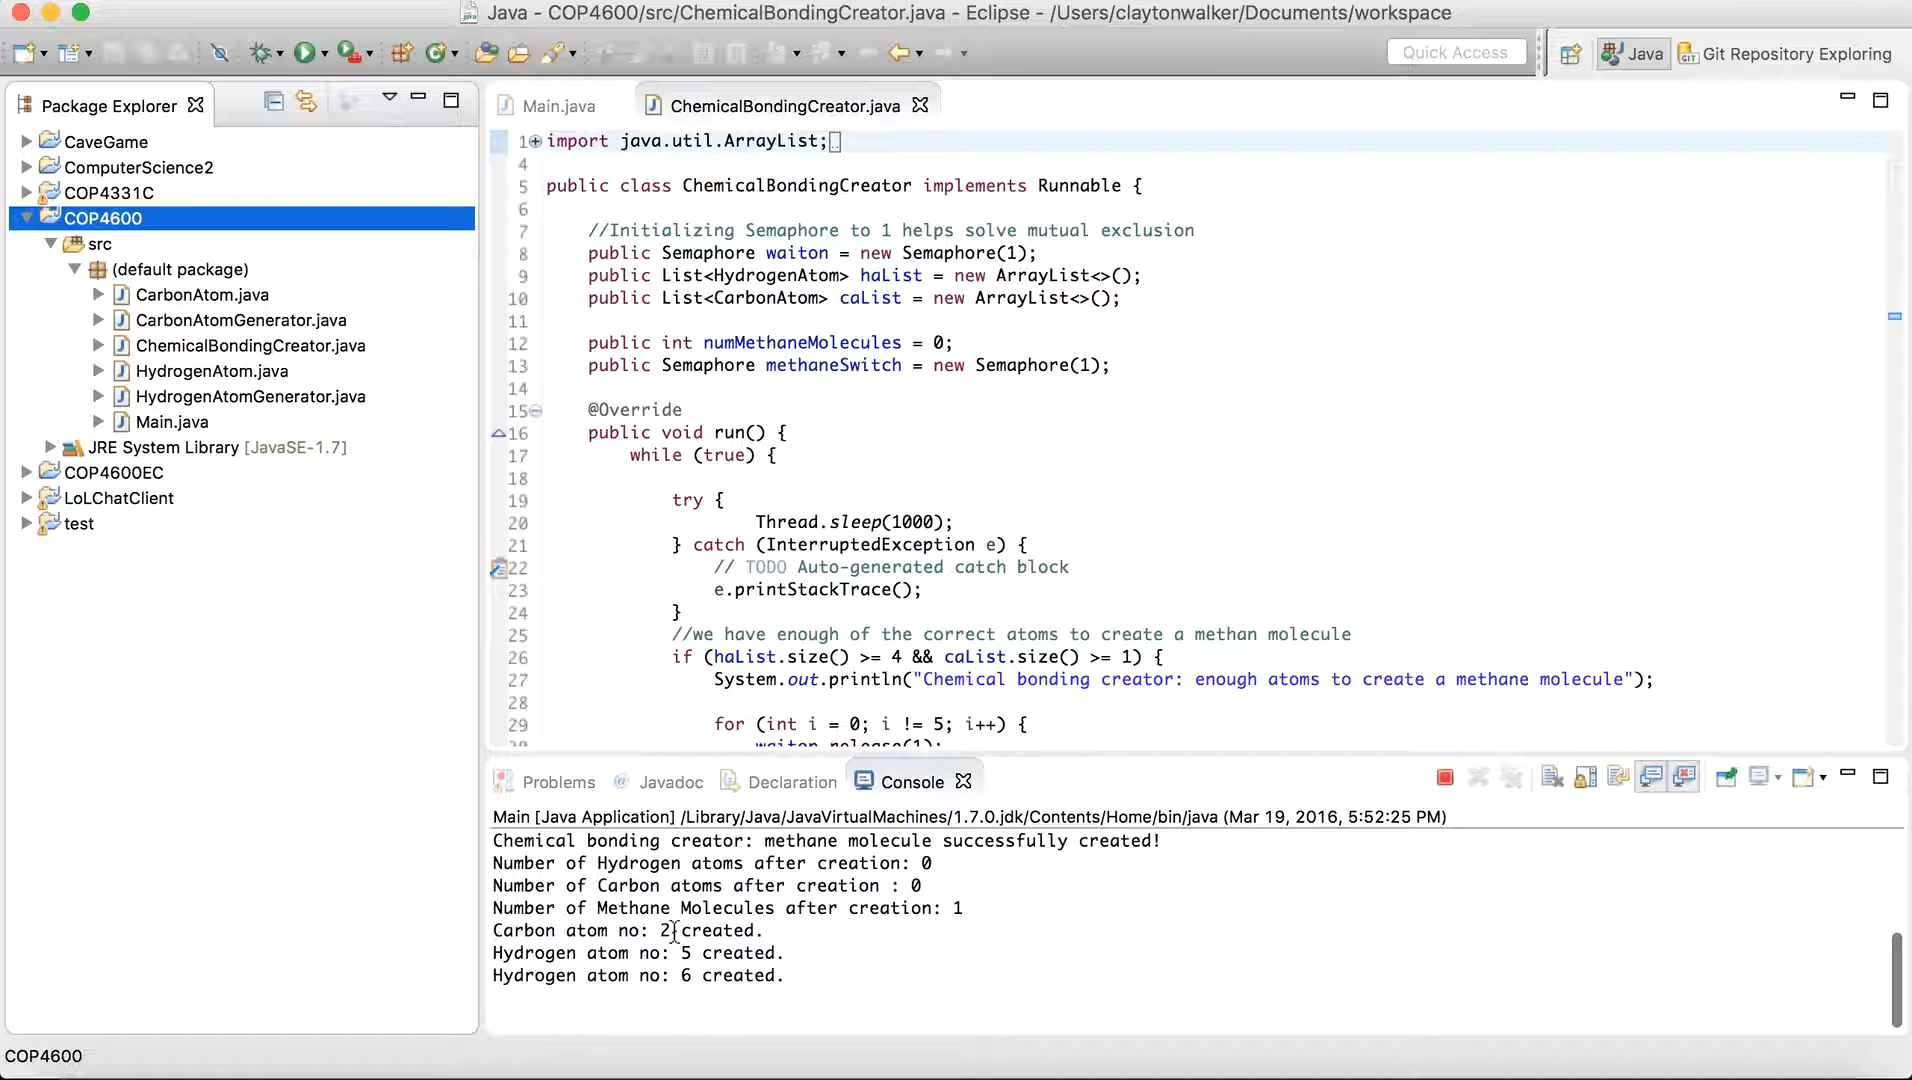 Java - COP4600/src/ChemicalBondingCreator.java - Eclipse - /Users/claytonwalker/Documents/workspace
Quick Access
Java
Git Repository Exploring
Package Explorer
CaveGame
ComputerScience2
COP4331C
COP4600
src
(default package)
CarbonAtom.java
CarbonAtomGenerator.java
ChemicalBondingCreator.java
HydrogenAtom.java
HydrogenAtomGenerator.java
Main.java
JRE System Library [JavaSE-1.7]
COP4600EC
LoLChatClient
test
Main.java
ChemicalBondingCreator.java
1 import java.util.ArrayList;
4
5 public class ChemicalBondingCreator implements Runnable {
6
7 //Initializing Semaphore to 1 helps solve mutual exclusion
8 public Semaphore waiton = new Semaphore(1);
9 public List<HydrogenAtom> haList = new ArrayList<>();
10 public List<CarbonAtom> caList = new ArrayList<>();
11
12 public int numMethaneMolecules = 0;
13 public Semaphore methaneSwitch = new Semaphore(1);
14
15 @Override
16 public void run() {
17 while (true) {
18
19 try {
20 Thread.sleep(1000);
21 } catch (InterruptedException e) {
22 // TODO Auto-generated catch block
23 e.printStackTrace();
24 }
25 //we have enough of the correct atoms to create a methan molecule
26 if (haList.size() >= 4 && caList.size() >= 1) {
27 System.out.println("Chemical bonding creator: enough atoms to create a methane molecule");
28
29 for (int i = 0; i != 5; i++) {
30 waiton.release(1);
Problems
Javadoc
Declaration
Console
Main [Java Application] /Library/Java/JavaVirtualMachines/1.7.0.jdk/Contents/Home/bin/java (Mar 19, 2016, 5:52:25 PM)
Chemical bonding creator: methane molecule successfully created!
Number of Hydrogen atoms after creation: 0
Number of Carbon atoms after creation : 0
Number of Methane Molecules after creation: 1
Carbon atom no: 2 created.
Hydrogen atom no: 5 created.
Hydrogen atom no: 6 created.
COP4600